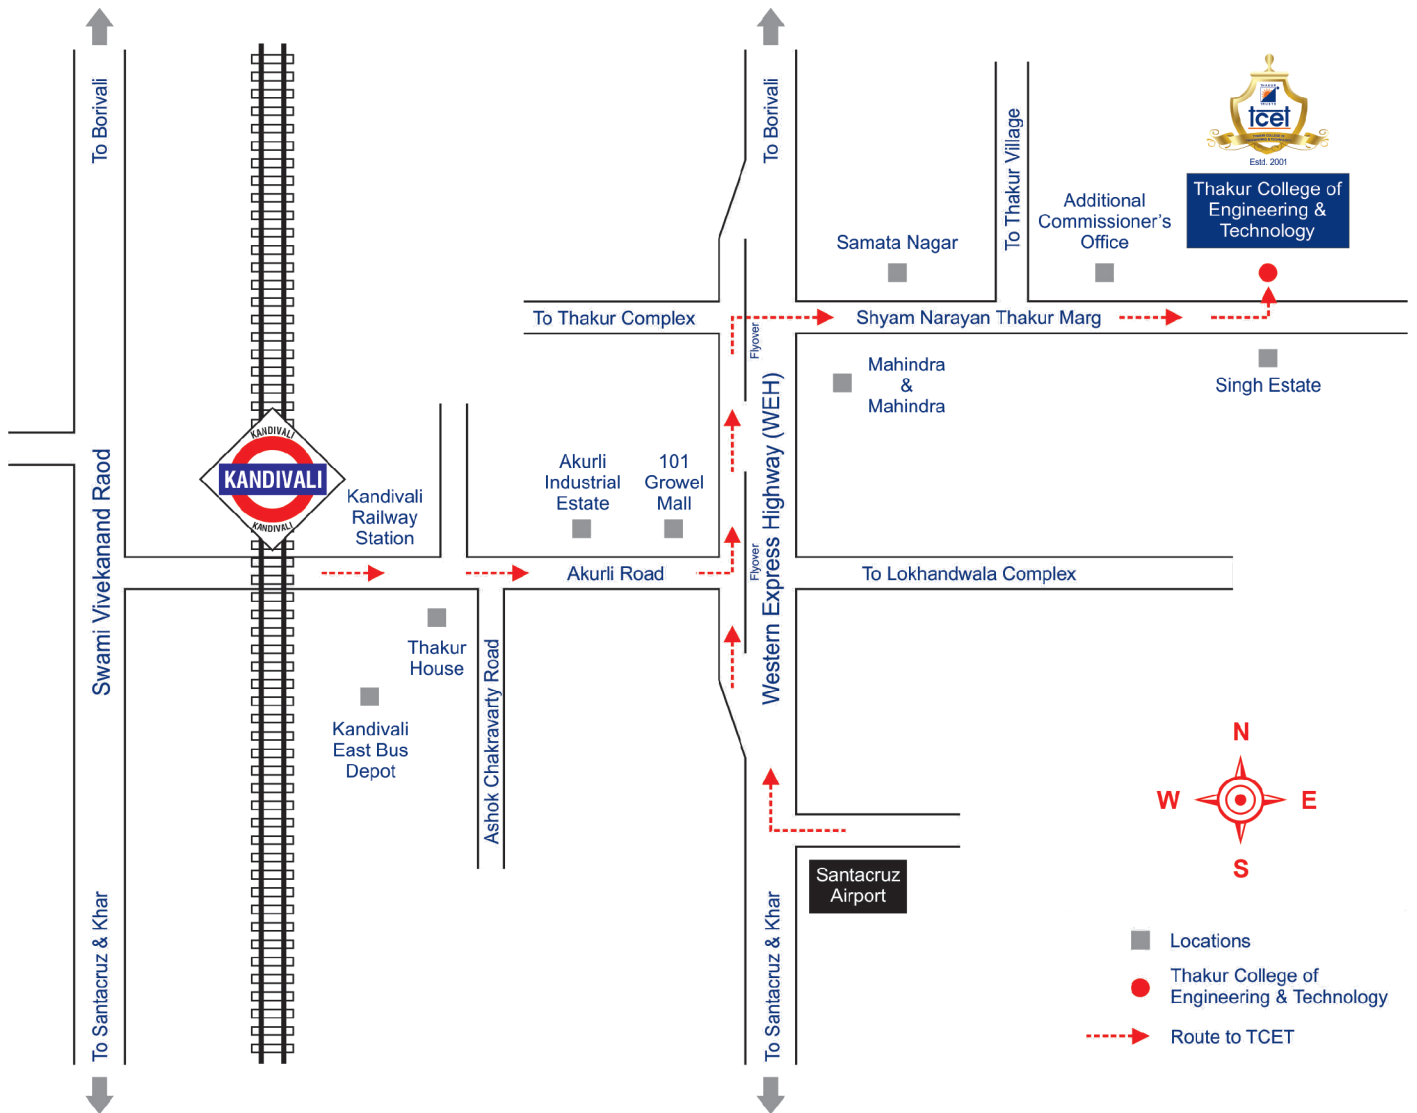 To Borivali
To Borivali
To Thakur Village
tcet
Estd. 2001
Thakur College of
Engineering &
Technology
Additional
Commissioner's
Office
Samata Nagar
To Thakur Complex
Flyover
Shyam Narayan Thakur Marg
Mahindra
&
Mahindra
Singh Estate
Swami Vivekanand Raod
KANDIVALI
KANDIVALI
KANDIVALI
Kandivali
Railway
Station
Akurli
Industrial
Estate
101
Growel
Mall
Western Express Highway (WEH)
Akurli Road
Flyover
To Lokhandwala Complex
Thakur
House
Kandivali
East Bus
Depot
Ashok Chakravarty Road
N
W
E
S
Santacruz
Airport
To Santacruz & Khar
To Santacruz & Khar
Locations
Thakur College of
Engineering & Technology
Route to TCET